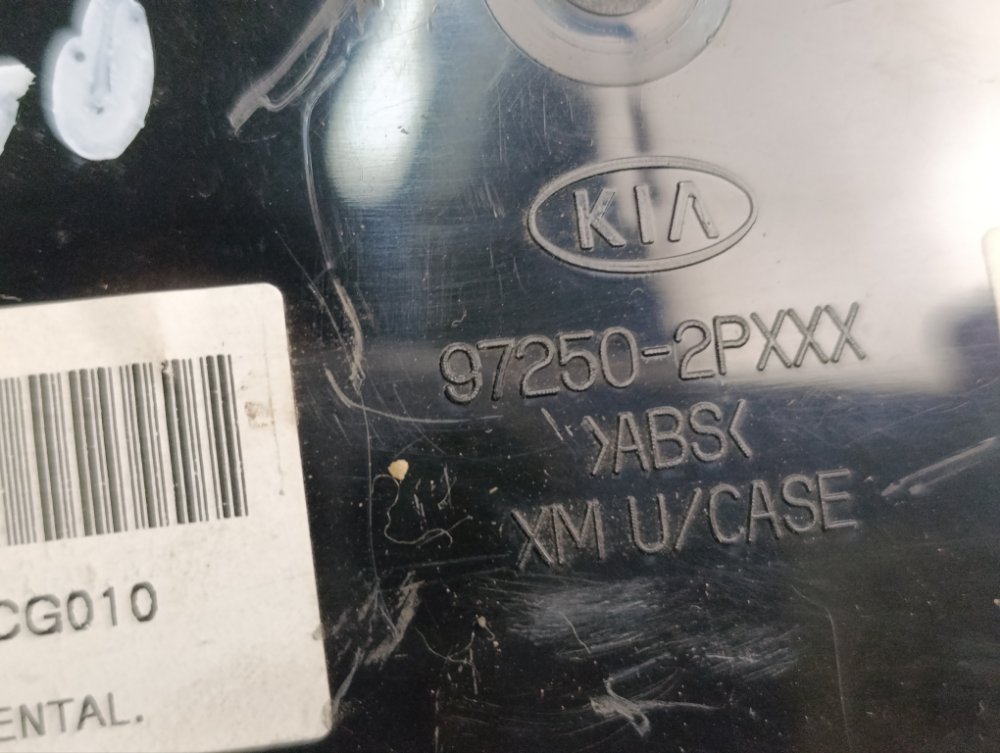 KIA
97250-2PXXX
>ABS<
XM U/CASE
CG010
ENTAL.